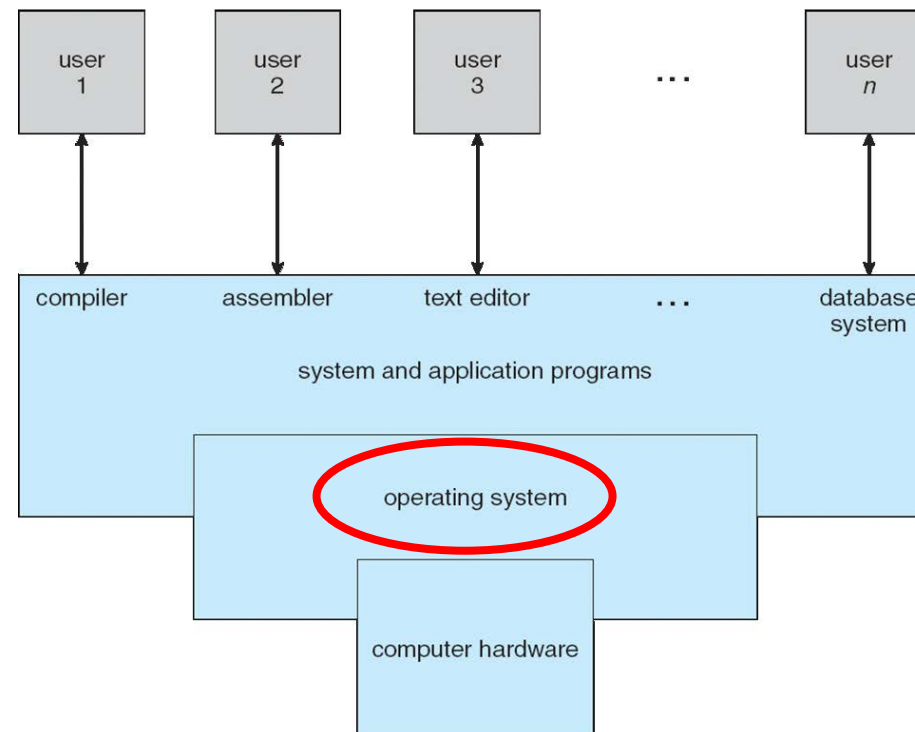 user
1
user
2
user
3
...
user
n
compiler
assembler
text editor
...
database
system
system and application programs
operating system
computer hardware